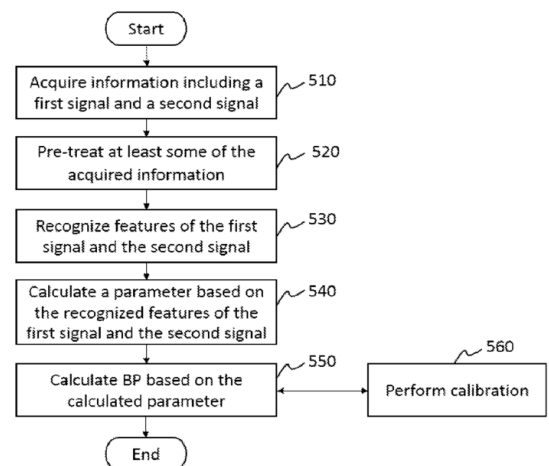 Start
Acquire information including a
first signal and a second signal
510
Pre-treat at least some of the
acquired information
520
Recognize features of the first
signal and the second signal
530
Calculate a parameter based on
the recognized features of the
first signal and the second signal
540
Calculate BP based on the
calculated parameter
550
Perform calibration
560
End